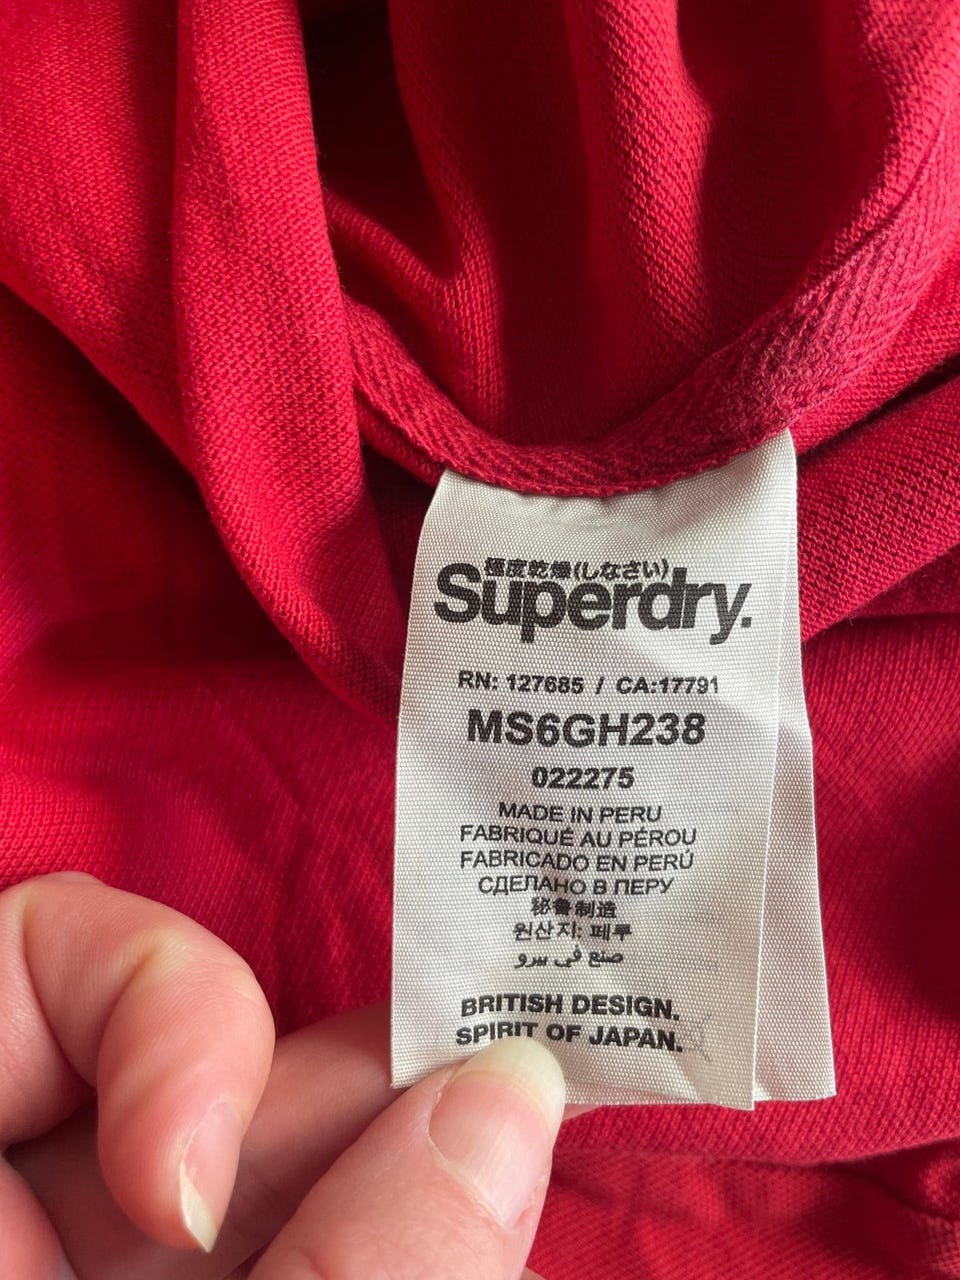 極度乾燥(しなさい)
Superdry.
RN: 127685 / CA:17791
MS6GH238
022275
MADE IN PERU
FABRIQUÉ AU PÉROU
FABRICADO EN PERÚ
СДЕЛАНО В ПЕРУ
秘鲁制造
원산지: 페루
صنع في بيرو
BRITISH DESIGN.
SPIRIT OF JAPAN.